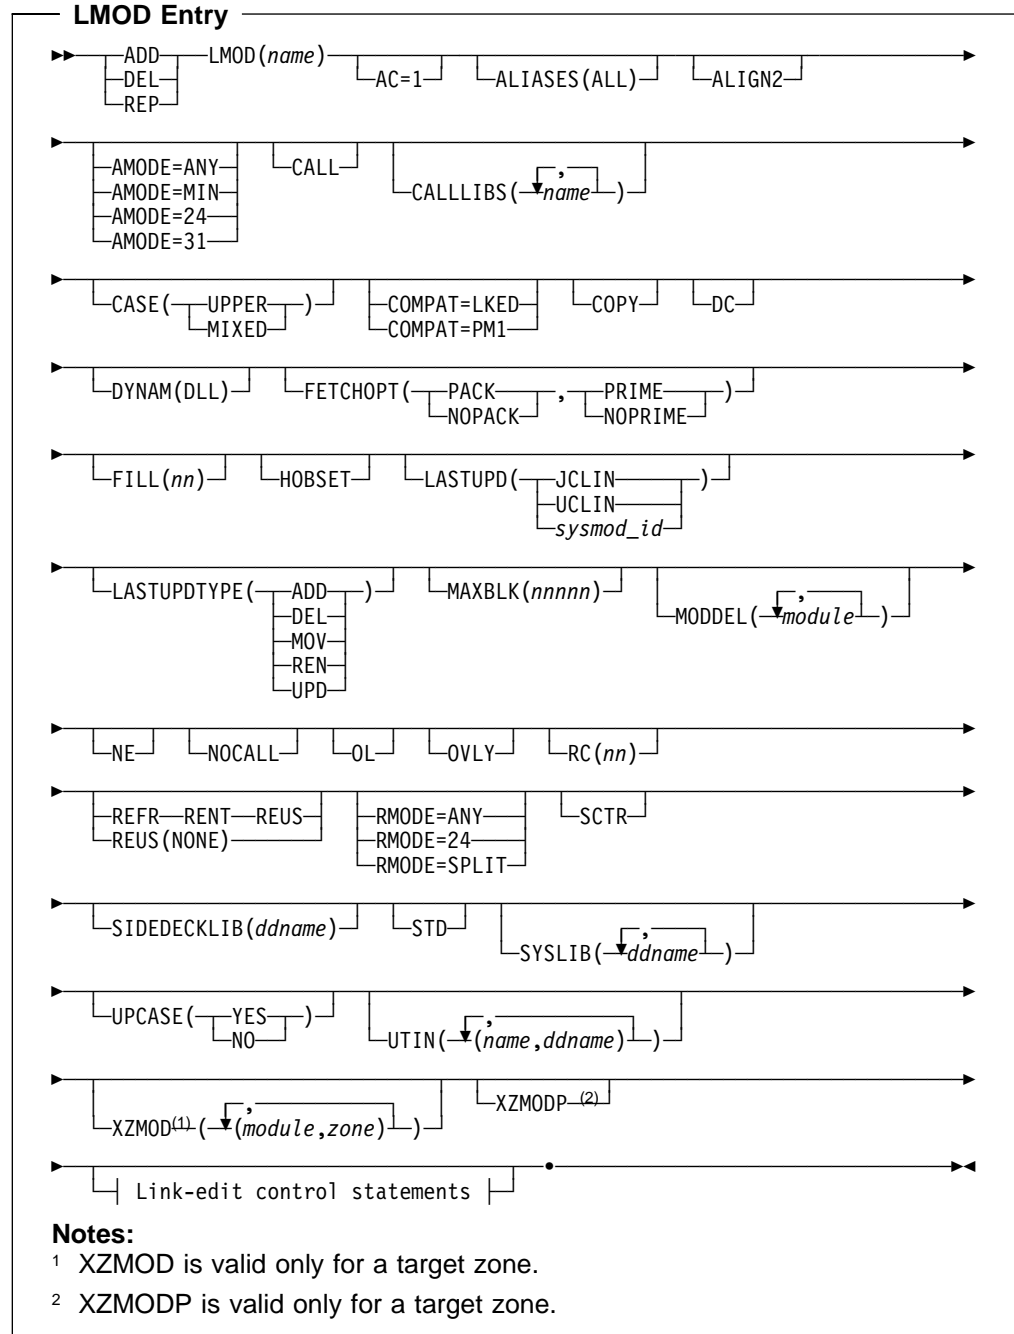 LMOD Entry
ADD LMOD(name)
DEL AC=1 ALIASES(ALL) ALIGN2
REP
AMODE=ANY CALL
AMODE=MIN CALLLIBS( name , )
AMODE=24
AMODE=31
CASE( UPPER ) COMPAT=LKED COPY DC
MIXED COMPAT=PM1
DYNAM(DLL) FETCHOPT( PACK , PRIME )
NOPACK NOPRIME
FILL(nn) HOBSET LASTUPD( JCLIN )
UCLIN
sysmod_id
LASTUPDTYPE( ADD ) MAXBLK(nnnnn)
DEL MODDEL( module , )
MOV
REN
UPD
NE NOCALL OL OVLY RC(nn)
REFR RENT REUS RMODE=ANY SCTR
REUS(NONE) RMODE=24
RMODE=SPLIT
SIDEDECKLIB(ddname) STD
SYSLIB( ddname , )
UPCASE( YES )
NO UTIN( (name,ddname) , )
XZMODP (2)
XZMOD (1) ( (module,zone) , )
Link-edit control statements
Notes:
1 XZMOD is valid only for a target zone.
2 XZMODP is valid only for a target zone.